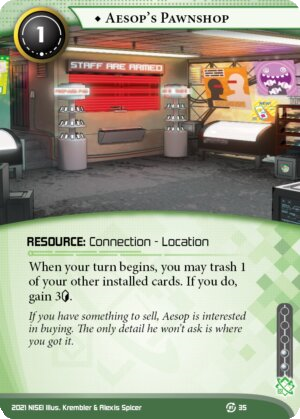 1
◆ Aesop's Pawnshop
STAFF ARE ARMED
RESOURCE: Connection - Location
When your turn begins, you may trash 1
of your other installed cards. If you do,
gain 3
If you have something to sell, Aesop is interested
in buying. The only detail he won't ask is where
you got it.
2021 NISEI Illus. Krembler & Alexis Spicer
35